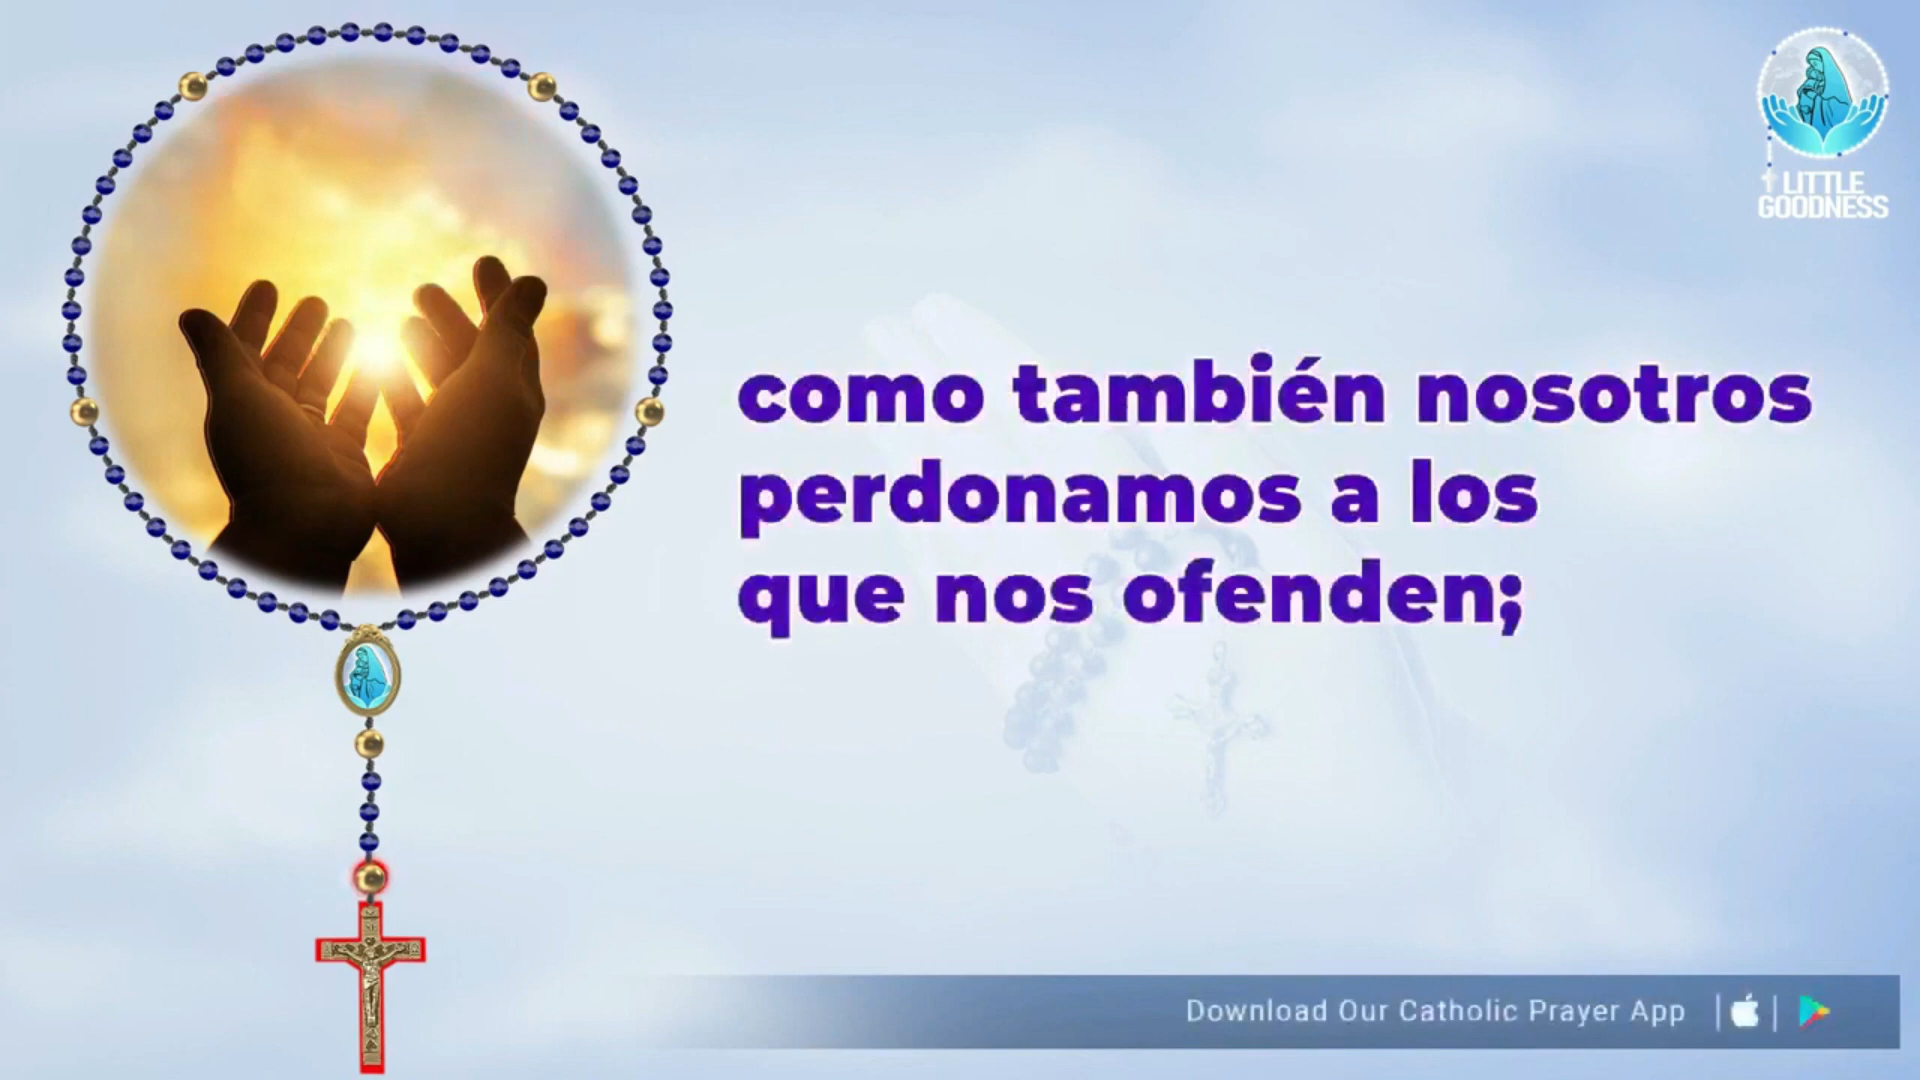 LITTLE
GOODNESS
como también nosotros
perdonamos a los
que nos ofenden;
Download Our Catholic Prayer App